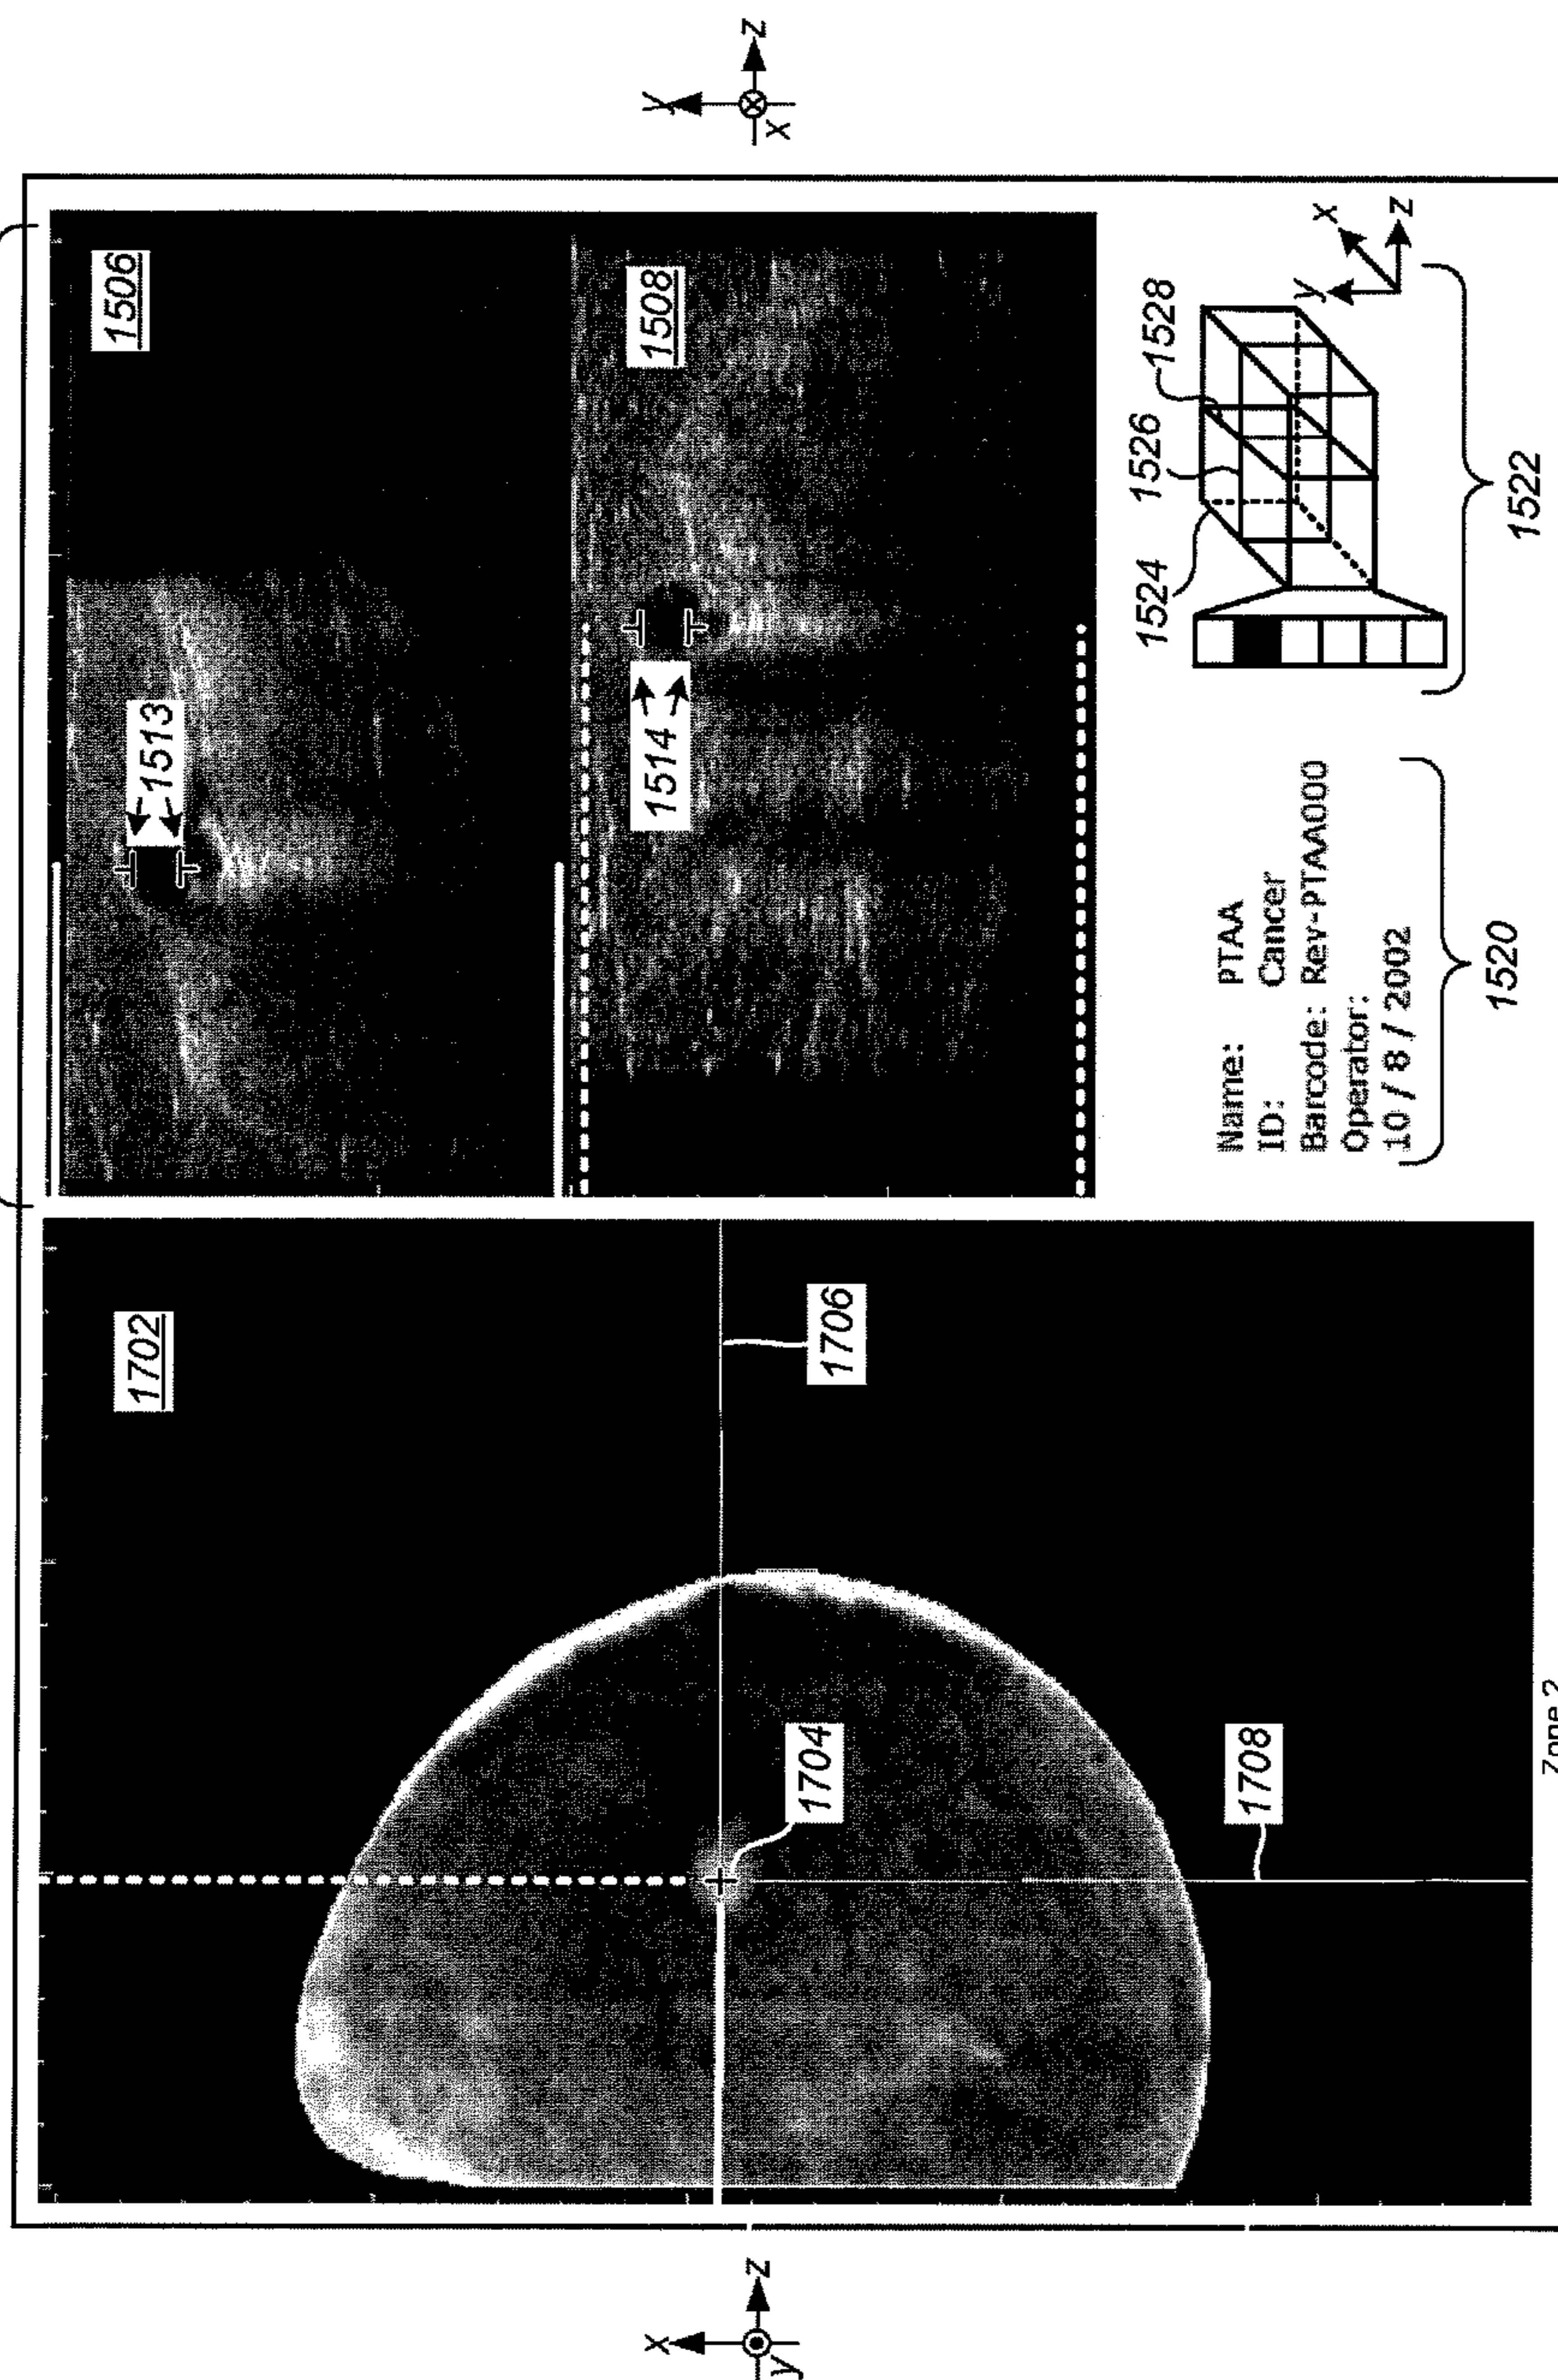 1702
1706
1704
1708
Zone 2
1506
1513
1508
1514
Name: PTAA
ID: Cancer
Barcode: Rev-PTAA000
Operator:
10 / 8 / 2002
1520
1524
1526
1528
1522
y
x
z
x
z
y
y
z
x